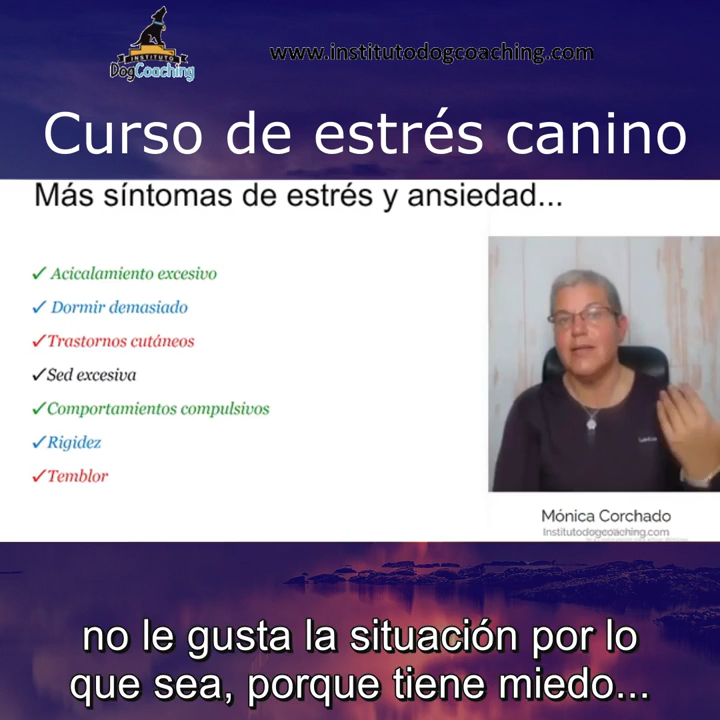 INSTITUTO
DogCoaching
www.institutodogcoaching.com
Curso de estrés canino
Más síntomas de estrés y ansiedad...
✓ Acicalamiento excesivo
✓ Dormir demasiado
✓Trastornos cutáneos
✓Sed excesiva
✓Comportamientos compulsivos
✓Rigidez
✓Temblor
Mónica Corchado
Institutodogcoaching.com
no le gusta la situación por lo
que sea, porque tiene miedo...